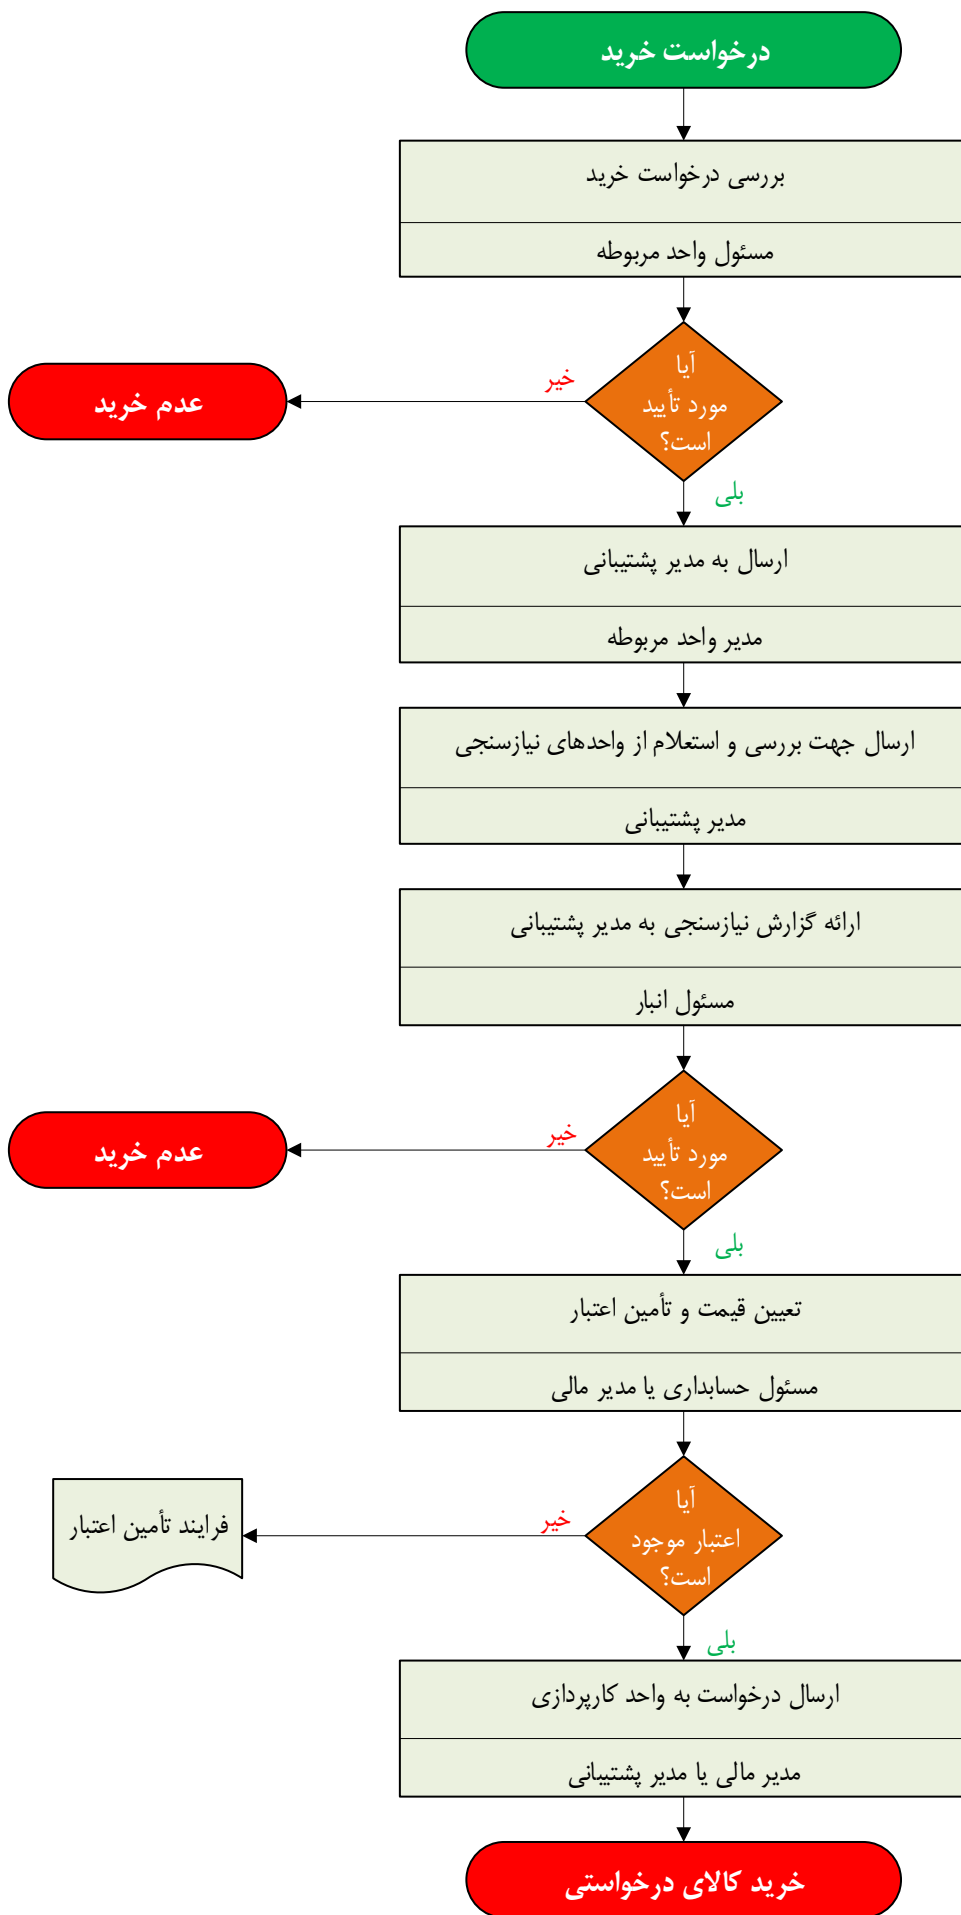 درخواست خرید
بررسی درخواست خرید
مسئول واحد مربوطه
آیا
مورد تأیید
است؟
خیر
عدم خرید
بلی
ارسال به مدیر پشتیبانی
مدیر واحد مربوطه
ارسال جهت بررسی و استعلام از واحدهای نیازسنجی
مدیر پشتیبانی
ارائه گزارش نیازسنجی به مدیر پشتیبانی
مسئول انبار
آیا
مورد تأیید
است؟
خیر
عدم خرید
بلی
تعیین قیمت و تأمین اعتبار
مسئول حسابداری یا مدیر مالی
آیا
اعتبار موجود
است؟
خیر
فرایند تأمین اعتبار
بلی
ارسال درخواست به واحد کارپردازی
مدیر مالی یا مدیر پشتیبانی
خرید کالای درخواستی